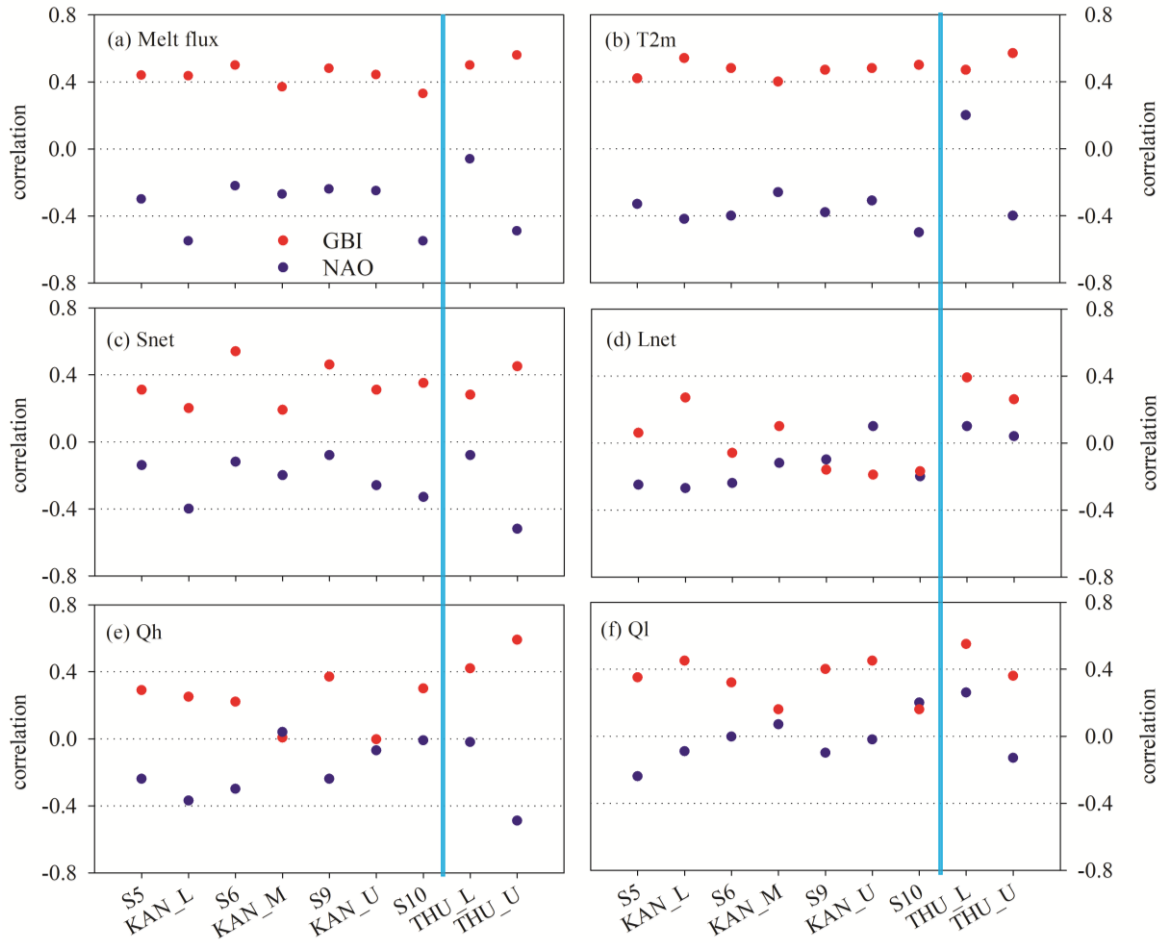 (a) Melt flux
0.8
0.4
0.0
-0.4
-0.8
correlation
GBI
NAO
(b) T2m
0.8
0.4
0.0
-0.4
-0.8
correlation
(c) Snet
0.8
0.4
0.0
-0.4
-0.8
correlation
(d) Lnet
0.8
0.4
0.0
-0.4
-0.8
correlation
(e) Qh
0.8
0.4
0.0
-0.4
-0.8
correlation
S5
KAN_L
S6
KAN_M
S9
KAN_U
S10
THU_L
THU_U
(f) Ql
0.8
0.4
0.0
-0.4
-0.8
correlation
S5
KAN_L
S6
KAN_M
S9
KAN_U
S10
THU_L
THU_U